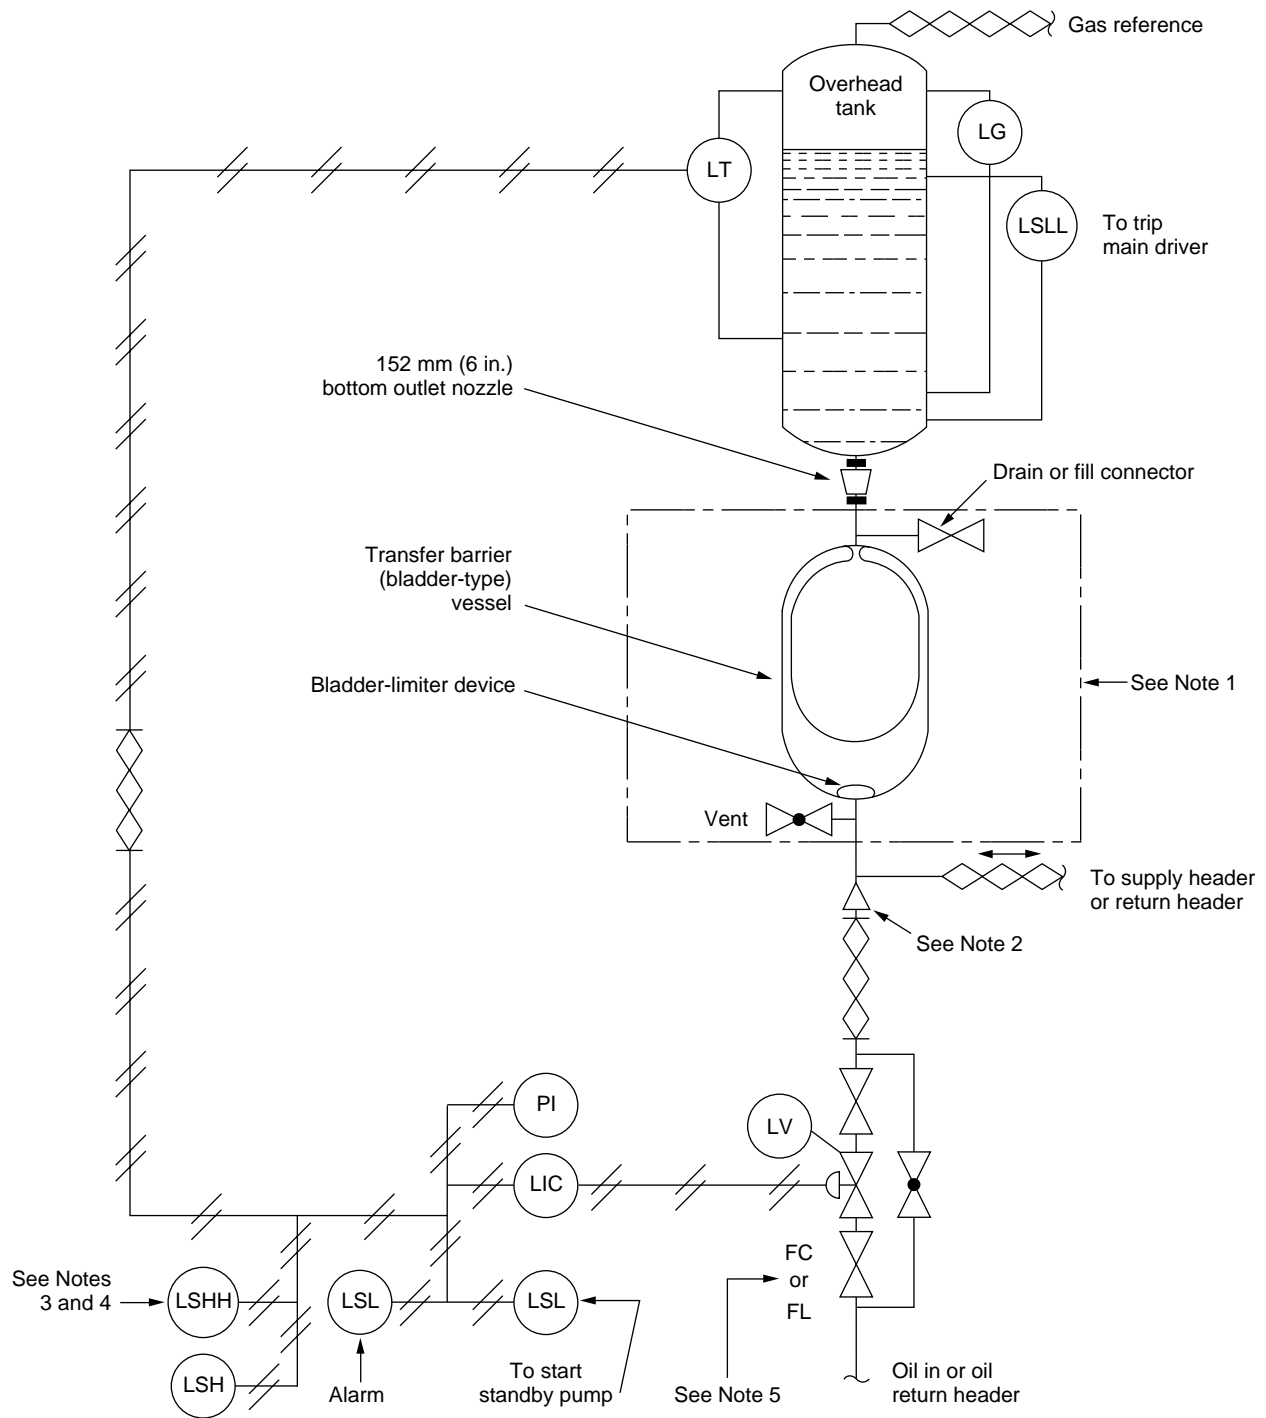 Gas reference
Overhead
tank
LG
LT
LSLL
To trip
main driver
152 mm (6 in.)
bottom outlet nozzle
Drain or fill connector
Transfer barrier
(bladder-type)
vessel
See Note 1
Bladder-limiter device
Vent
To supply header
or return header
See Note 2
PI
LV
LIC
FC
or
FL
See Notes
3 and 4
LSHH
LSL
LSL
LSH
Alarm
To start
standby pump
See Note 5
Oil in or oil
return header